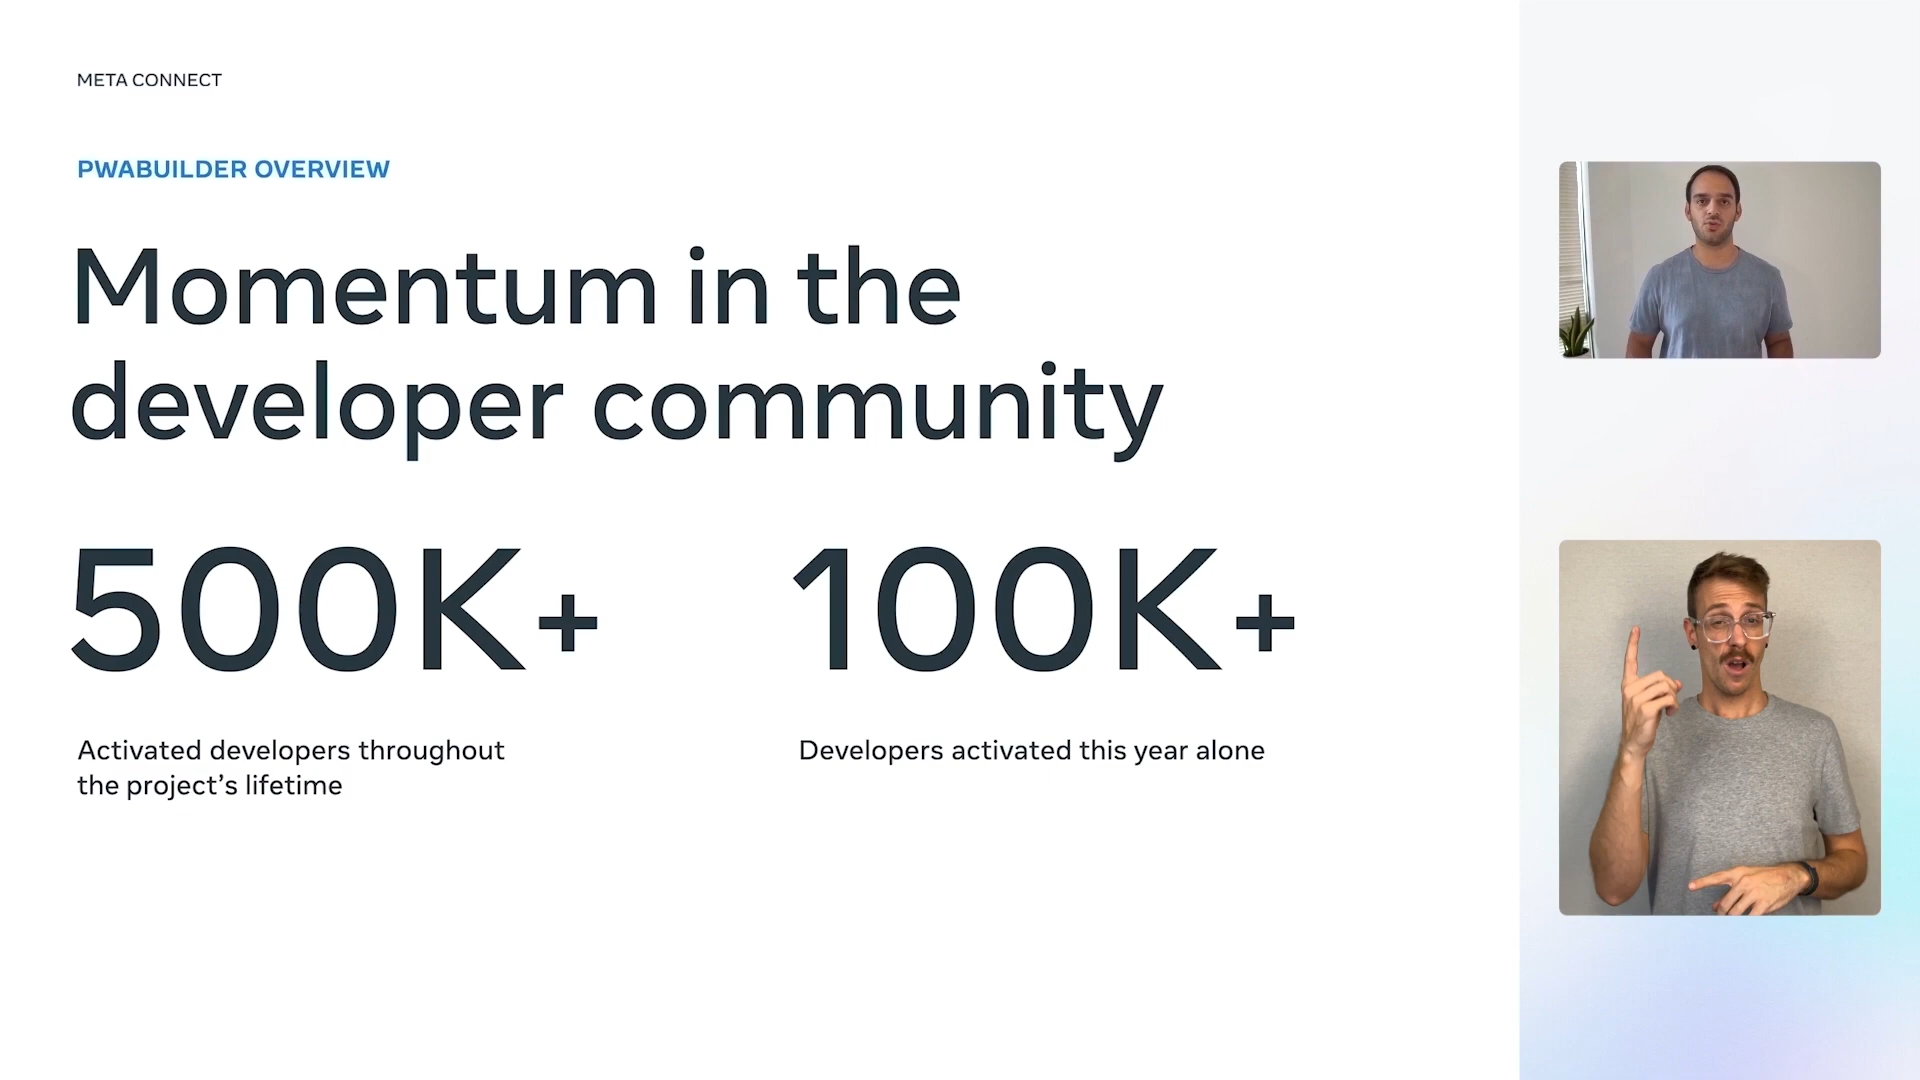 META CONNECT
PWABUILDER OVERVIEW
Momentum in the
developer community
500K+
100K+
Activated developers throughout
the project’s lifetime
Developers activated this year alone